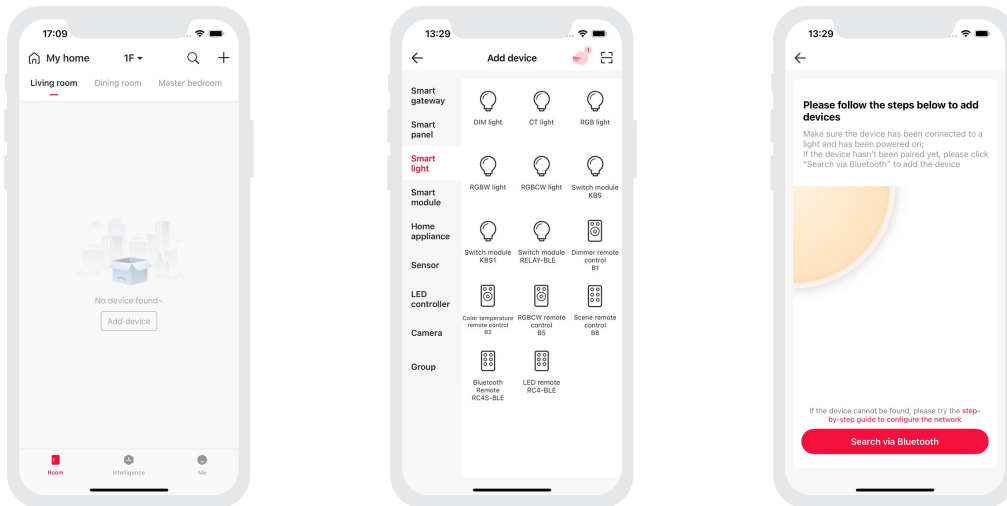 17:09
...
My home
1F
Living room
Dining room
Master bedroom
No device found~
Add device
Room
Intelligence
Me
13:29
...
Add device
1
Smart
gateway
Smart
panel
Smart
light
Smart
module
Home
appliance
Sensor
LED
controller
Camera
Group
DIM light
CT light
RGB light
RGBW light
RGBCW light
Switch module
KBS
Switch module
KBS1
Switch module
RELAY-BLE
Dimmer remote
control
B1
Color temperature
remote control
B2
RGBCW remote
control
B5
Scene remote
control
B8
Bluetooth
Remote
RC4S-BLE
LED remote
RC4-BLE
13:29
...
Please follow the steps below to add
devices
Make sure the device has been connected to a
light and has been powered on;
If the device hasn't been paired yet, please click
"Search via Bluetooth" to add the device
If the device cannot be found, please try the step-
by-step guide to configure the network
Search via Bluetooth